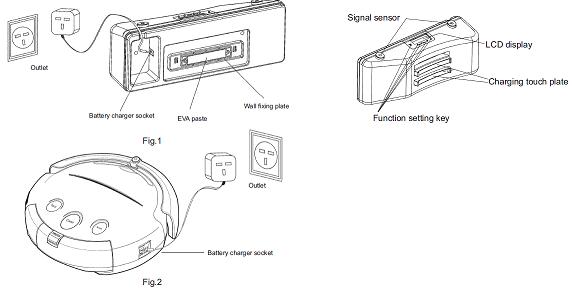 Signal sensor
LCD display
Outlet
Charging touch plate
Wall fixing plate
Battery charger socket
EVA paste
Function setting key
Fig.1
Outlet
Battery charger socket
Fig.2